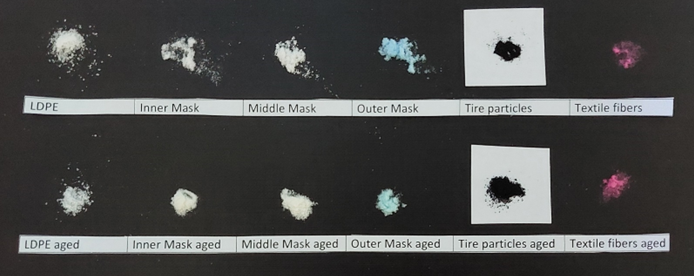 LDPE Inner Mask Middle Mask Outer Mask Tire particles Textile fibers
LDPE aged Inner Mask aged Middle Mask aged Outer Mask aged Tire particles aged Textile fibers aged